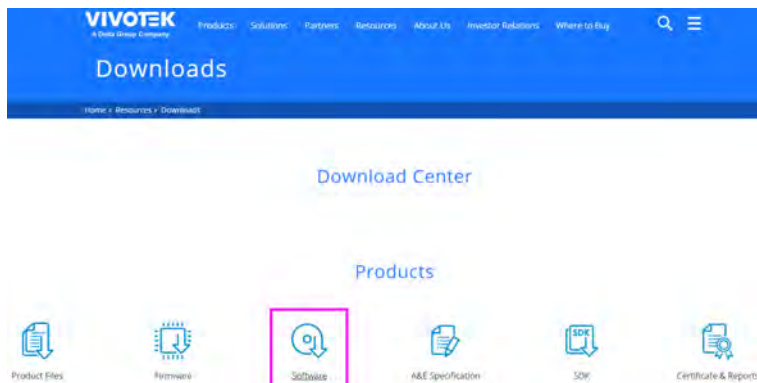 VIVOTEK
A Delta Group Company
Products Solutions Partners Resources About Us Investor Relations Where to Buy
Downloads
Home > Resources > Downloads
Download Center
Products
SDK
Product Files Firmware Software A&E Specification SDK Certificate & Reports